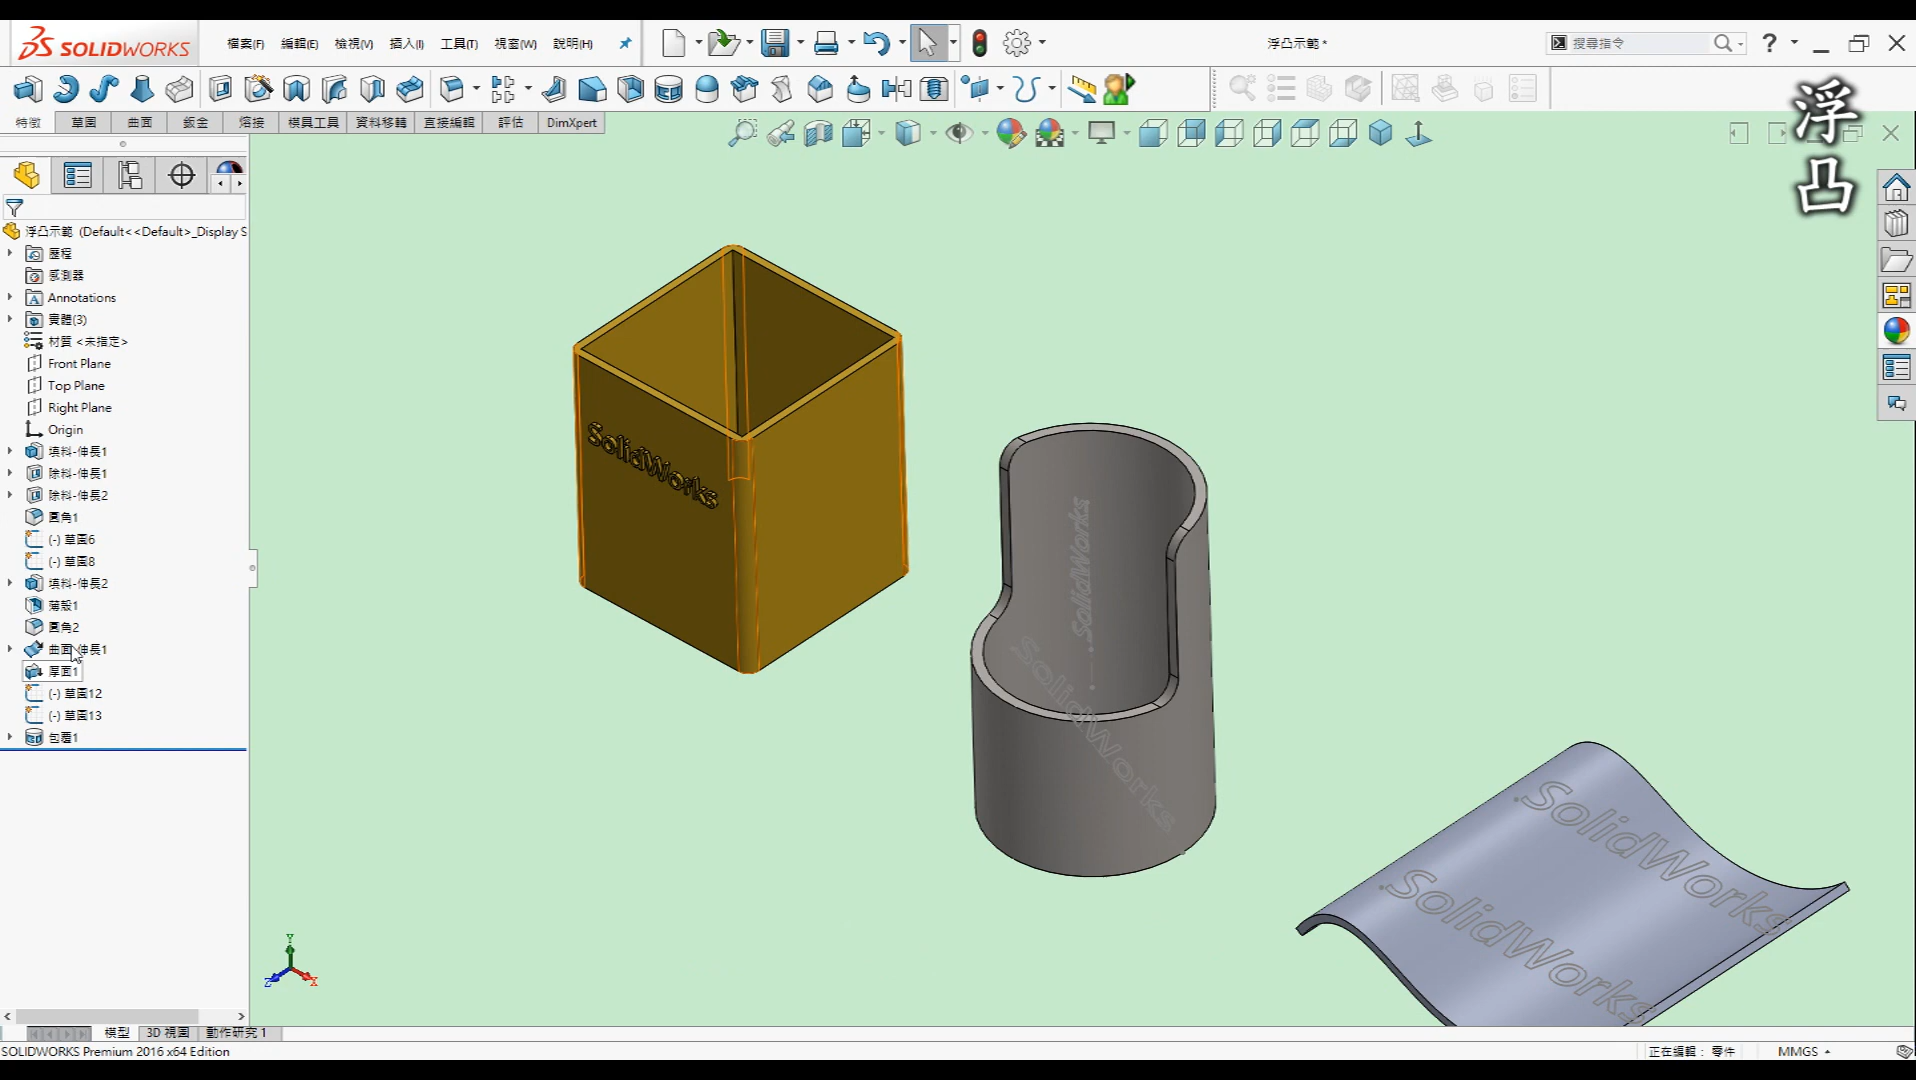 SOLIDWORKS
檔案(F) 編輯(E) 檢視(V) 插入(I) 工具(T) 視窗(W) 說明(H)
浮凸示範 *
搜尋指令
特徵 草圖 曲面 鈑金 熔接 模具工具 資料移轉 直接編輯 評估 DimXpert
浮凸
浮凸示範 (Default<<Default>_Display S
歷程
感測器
Annotations
實體(3)
材質 <未指定>
Front Plane
Top Plane
Right Plane
Origin
填料-伸長1
除料-伸長1
除料-伸長2
圓角1
(-) 草圖6
(-) 草圖8
填料-伸長2
薄殼1
圓角2
曲面-伸長1
厚面1
(-) 草圖12
(-) 草圖13
包覆1
SolidWorks
SolidWorks
SolidWorks
SolidWorks
SolidWorks
Y
Z
X
模型 3D 視圖 動作研究 1
SOLIDWORKS Premium 2016 x64 Edition
正在編輯： 零件
MMGS